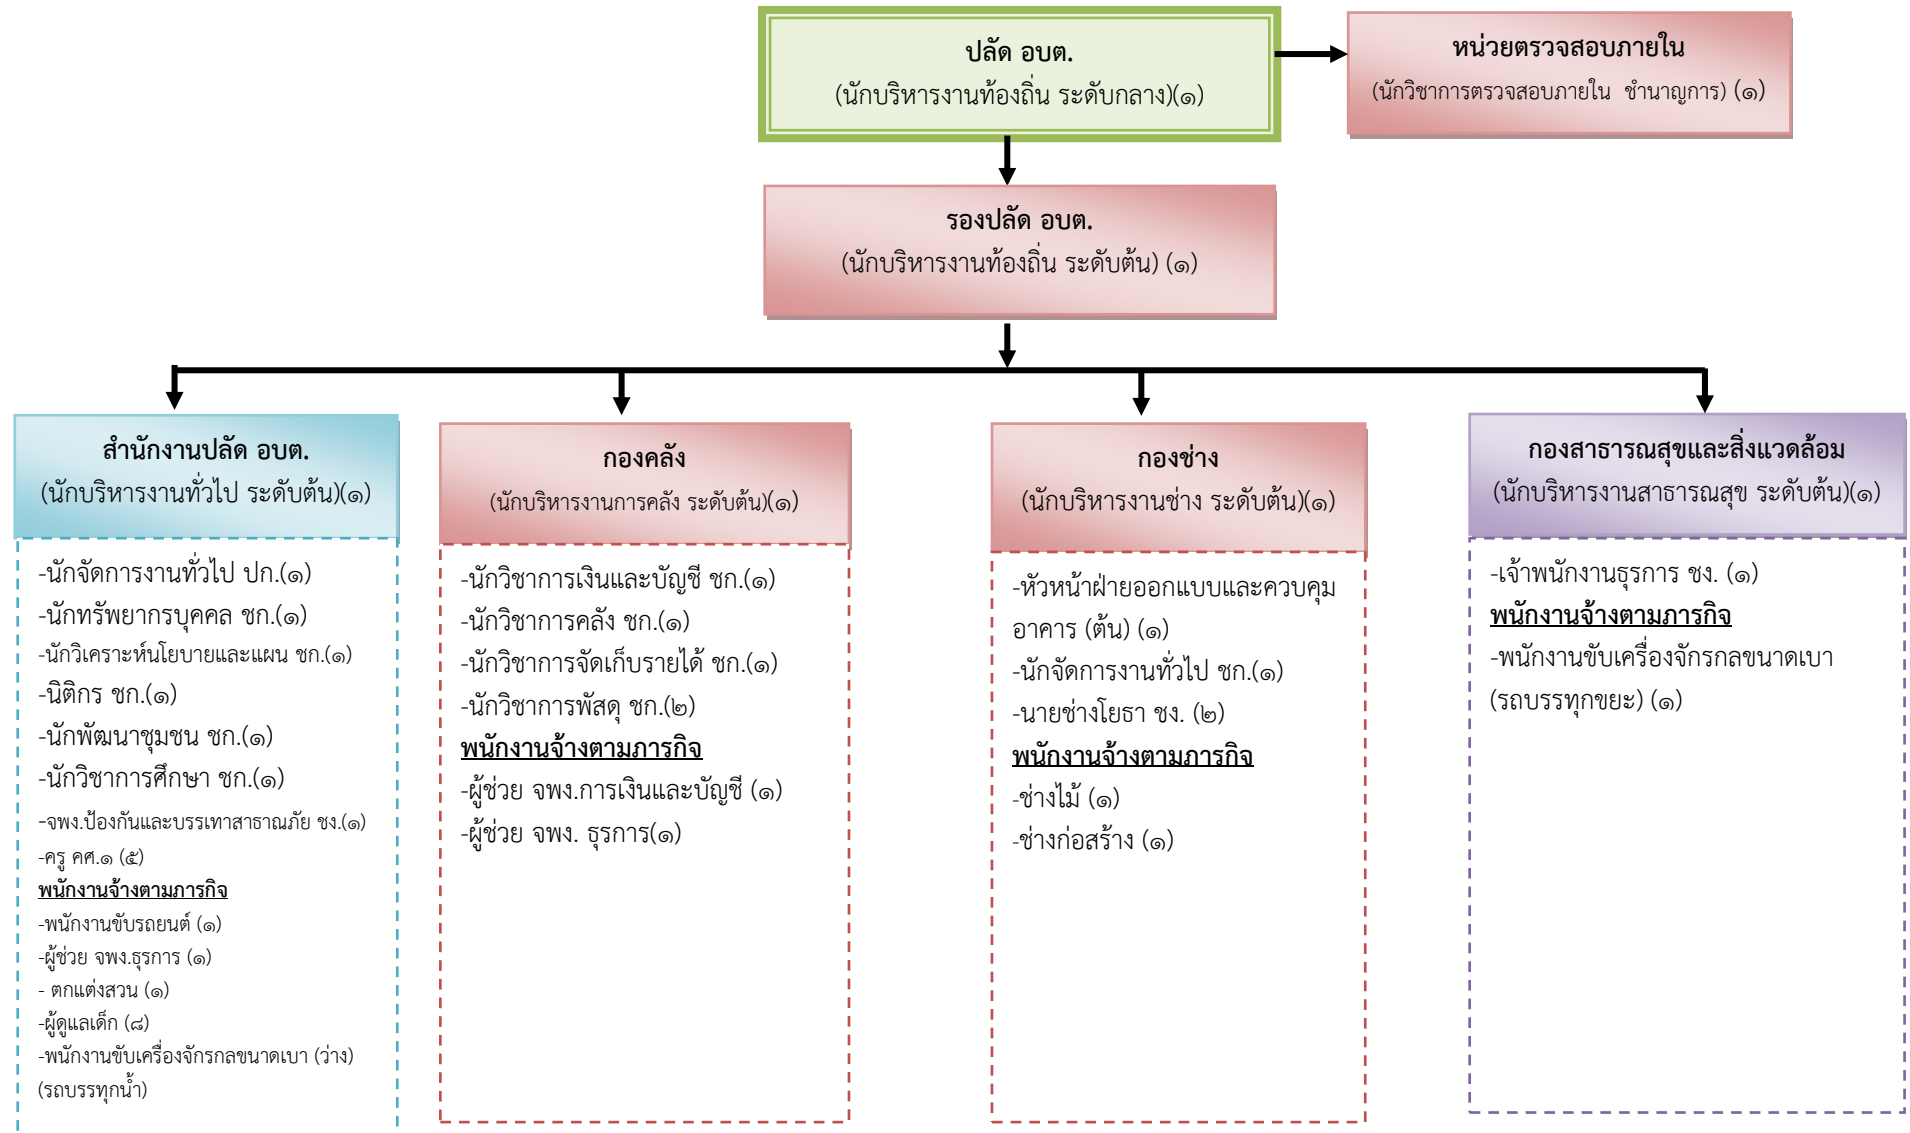 ปลัด อบต.
(นักบริหารงานท้องถิ่น ระดับกลาง)(๑)
หน่วยตรวจสอบภายใน
(นักวิชาการตรวจสอบภายใน ชำนาญการ) (๑)
รองปลัด อบต.
(นักบริหารงานท้องถิ่น ระดับต้น) (๑)
สำนักงานปลัด อบต.
(นักบริหารงานทั่วไป ระดับต้น)(๑)
-นักจัดการงานทั่วไป ปก.(๑)
-นักทรัพยากรบุคคล ชก.(๑)
-นักวิเคราะห์นโยบายและแผน ชก.(๑)
-นิติกร ชก.(๑)
-นักพัฒนาชุมชน ชก.(๑)
-นักวิชาการศึกษา ชก.(๑)
-จพง.ป้องกันและบรรเทาสาธาณภัย ชง.(๑)
-ครู คศ.๑ (๕)
พนักงานจ้างตามภารกิจ
-พนักงานขับรถยนต์ (๑)
-ผู้ช่วย จพง.ธุรการ (๑)
- ตกแต่งสวน (๑)
-ผู้ดูแลเด็ก (๘)
-พนักงานขับเครื่องจักรกลขนาดเบา (ว่าง)
(รถบรรทุกน้ำ)
กองคลัง
(นักบริหารงานการคลัง ระดับต้น)(๑)
-นักวิชาการเงินและบัญชี ชก.(๑)
-นักวิชาการคลัง ชก.(๑)
-นักวิชาการจัดเก็บรายได้ ชก.(๑)
-นักวิชาการพัสดุ ชก.(๒)
พนักงานจ้างตามภารกิจ
-ผู้ช่วย จพง.การเงินและบัญชี (๑)
-ผู้ช่วย จพง. ธุรการ(๑)
กองช่าง
(นักบริหารงานช่าง ระดับต้น)(๑)
-หัวหน้าฝ่ายออกแบบและควบคุม
อาคาร (ต้น) (๑)
-นักจัดการงานทั่วไป ชก.(๑)
-นายช่างโยธา ชง. (๒)
พนักงานจ้างตามภารกิจ
-ช่างไม้ (๑)
-ช่างก่อสร้าง (๑)
กองสาธารณสุขและสิ่งแวดล้อม
(นักบริหารงานสาธารณสุข ระดับต้น)(๑)
-เจ้าพนักงานธุรการ ชง. (๑)
พนักงานจ้างตามภารกิจ
-พนักงานขับเครื่องจักรกลขนาดเบา
(รถบรรทุกขยะ) (๑)